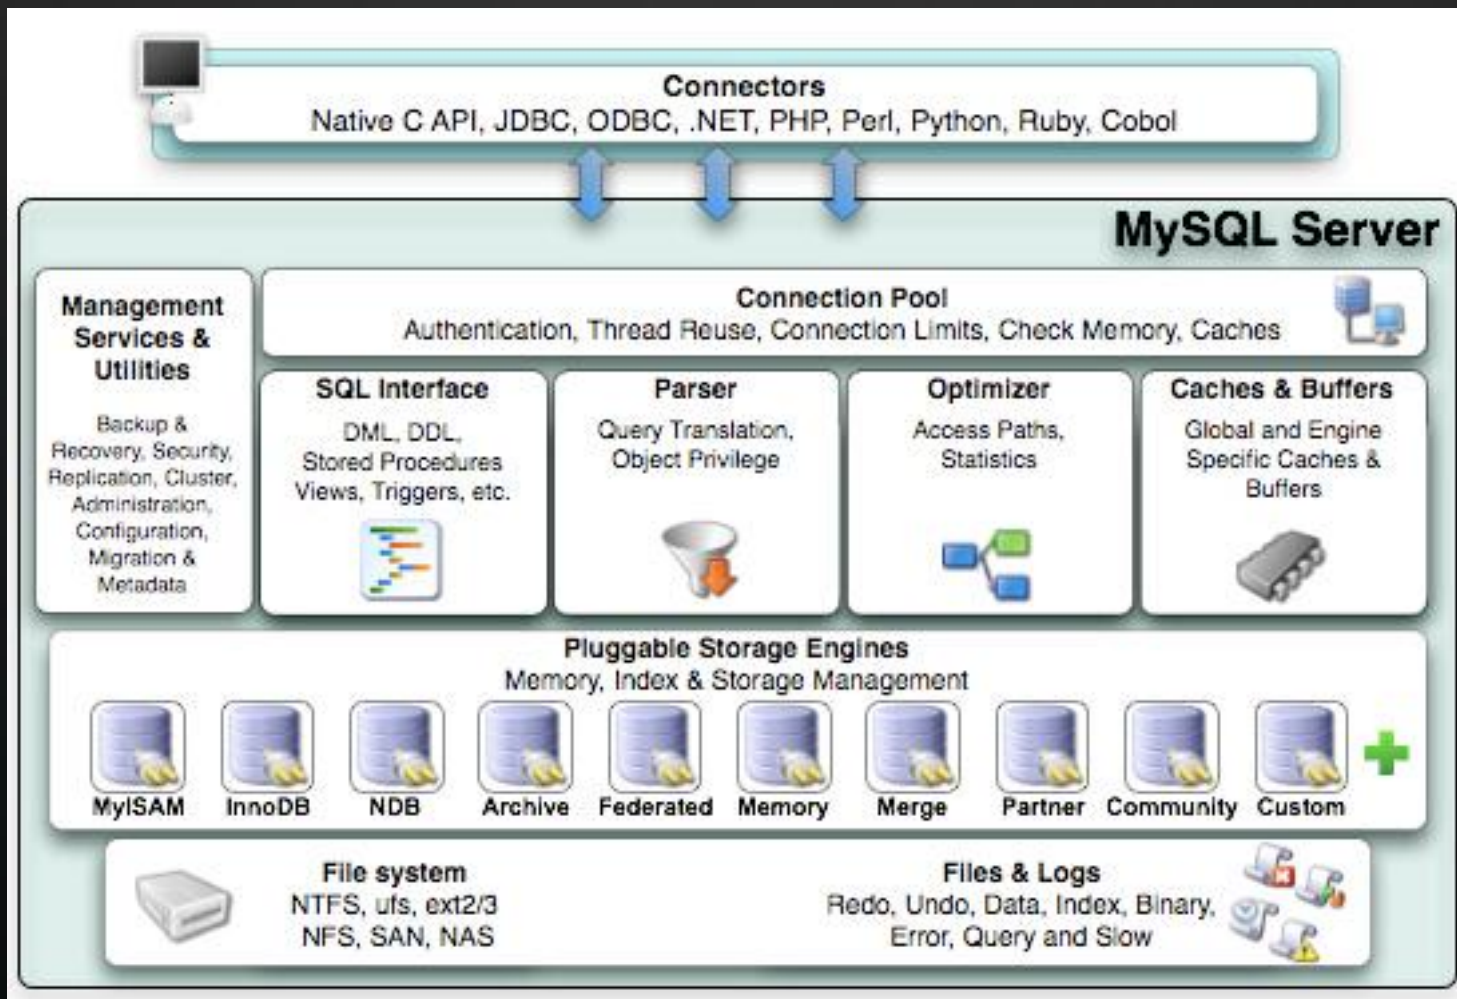 Connectors
Native C API, JDBC, ODBC, .NET, PHP, Perl, Python, Ruby, Cobol
MySQL Server
Management
Services &
Utilities
Backup &
Recovery, Security,
Replication, Cluster,
Administration,
Configuration,
Migration &
Metadata
Connection Pool
Authentication, Thread Reuse, Connection Limits, Check Memory, Caches
SQL Interface
DML, DDL,
Stored Procedures
Views, Triggers, etc.
Parser
Query Translation,
Object Privilege
Optimizer
Access Paths,
Statistics
Caches & Buffers
Global and Engine
Specific Caches &
Buffers
Pluggable Storage Engines
Memory, Index & Storage Management
MyISAM InnoDB NDB Archive Federated Memory Merge Partner Community Custom
File system
NTFS, ufs, ext2/3
NFS, SAN, NAS
Files & Logs
Redo, Undo, Data, Index, Binary,
Error, Query and Slow